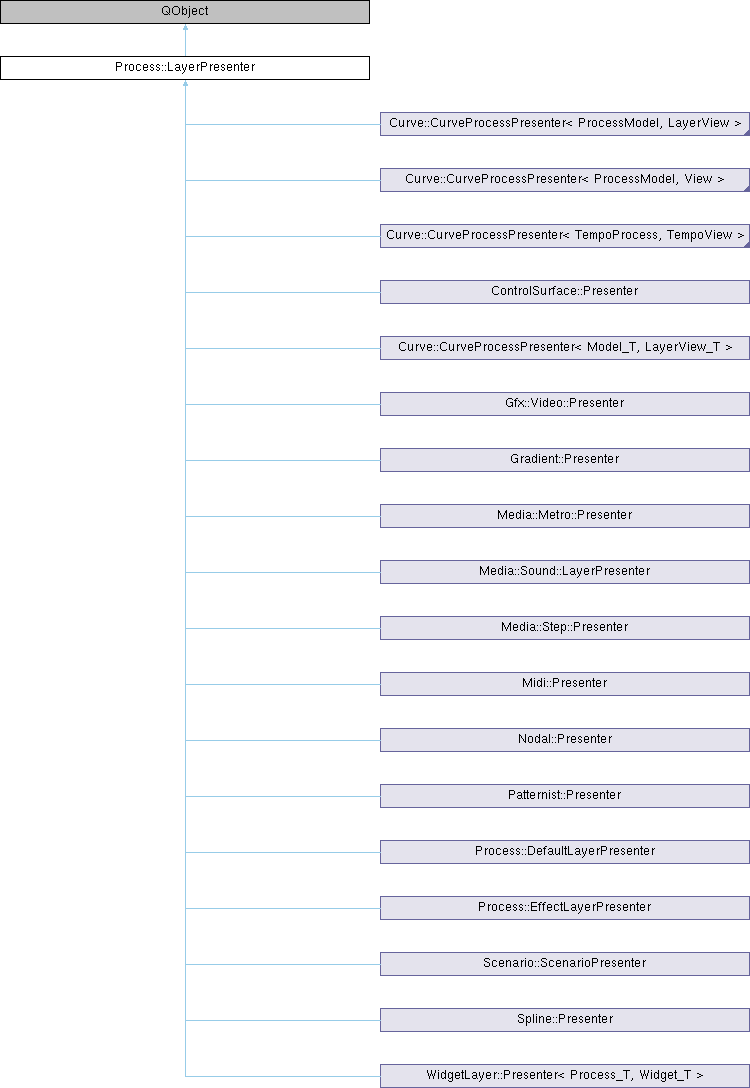 QObject
Process::LayerPresenter
Curve::CurveProcessPresenter< ProcessModel, LayerView >
Curve::CurveProcessPresenter< ProcessModel, View >
Curve::CurveProcessPresenter< TempoProcess, TempoView >
ControlSurface::Presenter
Curve::CurveProcessPresenter< Model_T, LayerView_T >
Gfx::Video::Presenter
Gradient::Presenter
Media::Metro::Presenter
Media::Sound::LayerPresenter
Media::Step::Presenter
Midi::Presenter
Nodal::Presenter
Patternist::Presenter
Process::DefaultLayerPresenter
Process::EffectLayerPresenter
Scenario::ScenarioPresenter
Spline::Presenter
WidgetLayer::Presenter< Process_T, Widget_T >